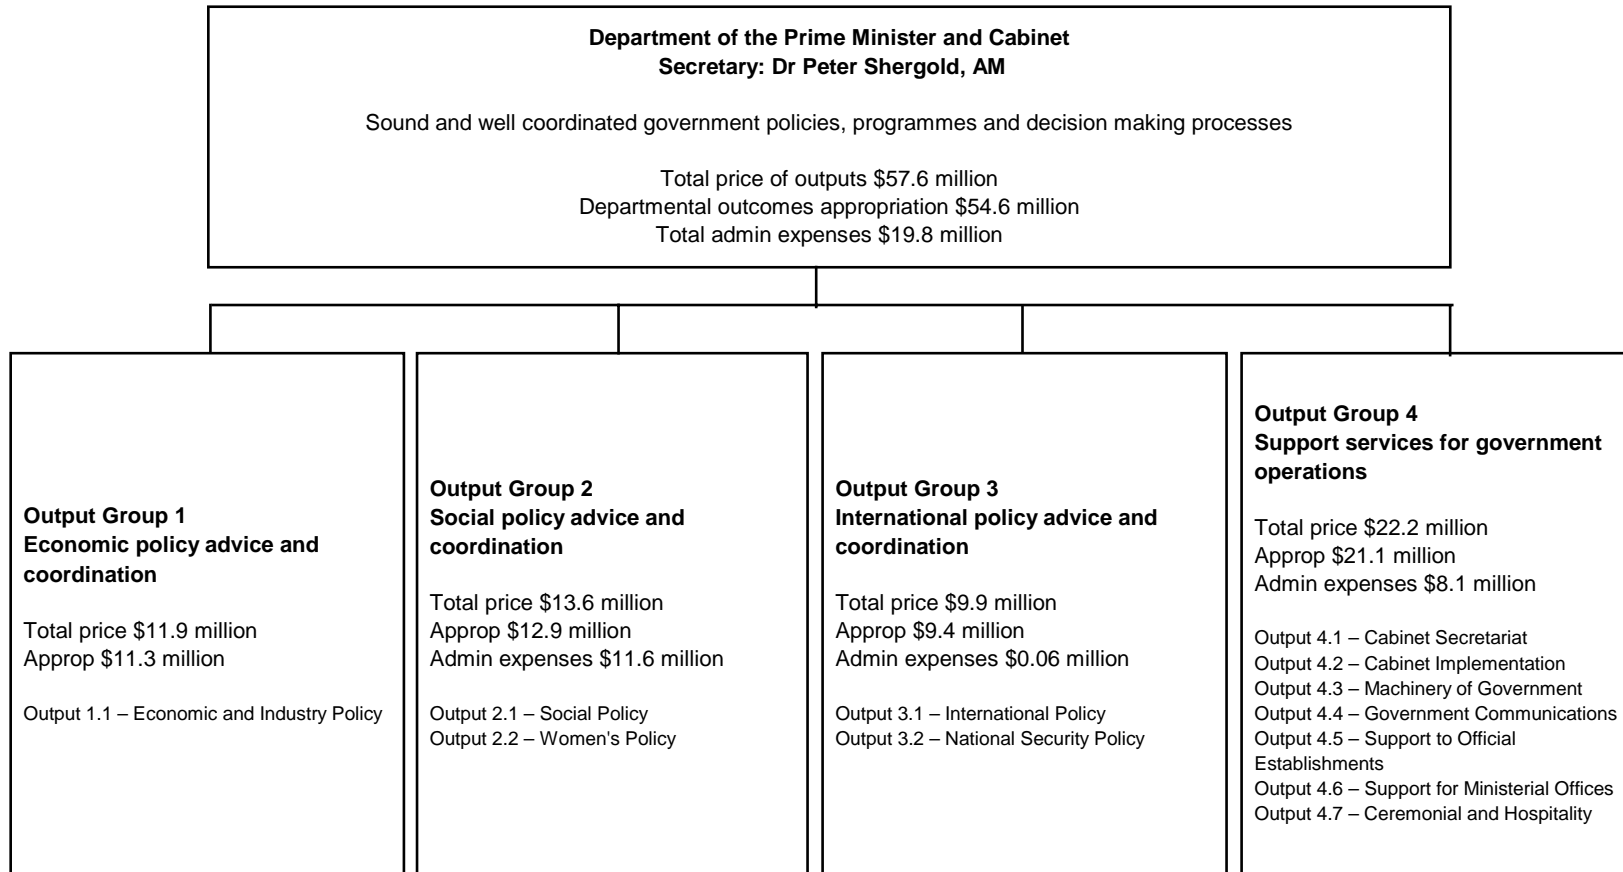 Department of the Prime Minister and Cabinet
Secretary: Dr Peter Shergold, AM
Sound and well coordinated government policies, programmes and decision making processes
Total price of outputs $57.6 million
Departmental outcomes appropriation $54.6 million
Total admin expenses $19.8 million
Output Group 1
Economic policy advice and
coordination
Total price $11.9 million
Approp $11.3 million
Output 1.1 – Economic and Industry Policy
Output Group 2
Social policy advice and
coordination
Total price $13.6 million
Approp $12.9 million
Admin expenses $11.6 million
Output 2.1 – Social Policy
Output 2.2 – Women's Policy
Output Group 3
International policy advice and
coordination
Total price $9.9 million
Approp $9.4 million
Admin expenses $0.06 million
Output 3.1 – International Policy
Output 3.2 – National Security Policy
Output Group 4
Support services for government
operations
Total price $22.2 million
Approp $21.1 million
Admin expenses $8.1 million
Output 4.1 – Cabinet Secretariat
Output 4.2 – Cabinet Implementation
Output 4.3 – Machinery of Government
Output 4.4 – Government Communications
Output 4.5 – Support to Official
Establishments
Output 4.6 – Support for Ministerial Offices
Output 4.7 – Ceremonial and Hospitality